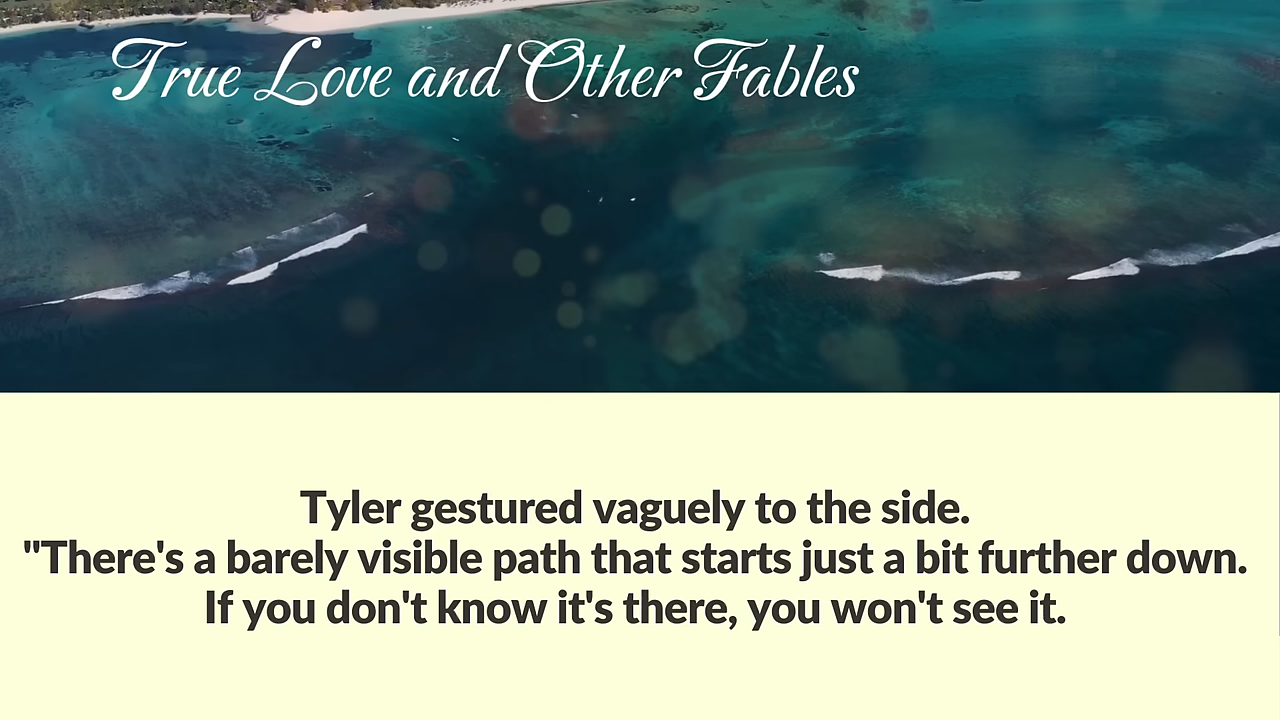 True Love and Other Fables
Tyler gestured vaguely to the side.
"There's a barely visible path that starts just a bit further down.
If you don't know it's there, you won't see it.